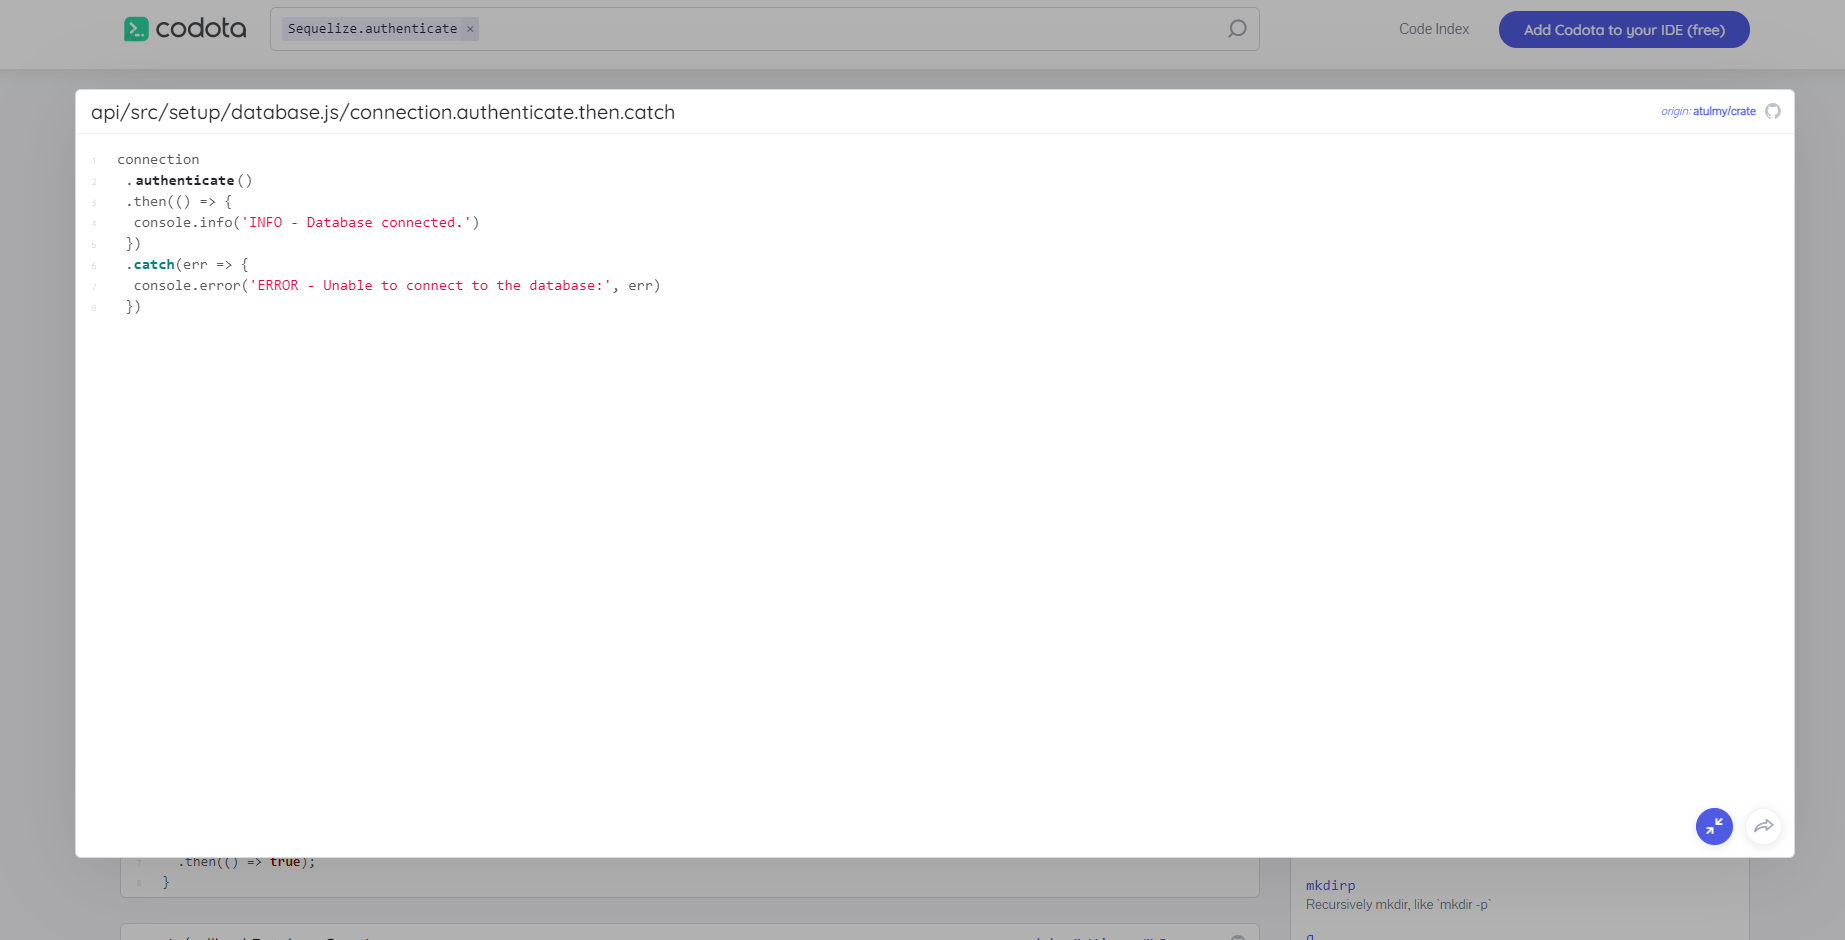 codota
Sequelize.authenticate ×
Code Index
Add Codota to your IDE (free)
api/src/setup/database.js/connection.authenticate.then.catch
origin: atulmy/crate
1 connection
2 .authenticate()
3 .then(() => {
4 console.info('INFO - Database connected.')
5 })
6 .catch(err => {
7 console.error('ERROR - Unable to connect to the database:', err)
8 })
7 .then(() => true);
8 }
mkdirp
Recursively mkdir, like `mkdir -p`